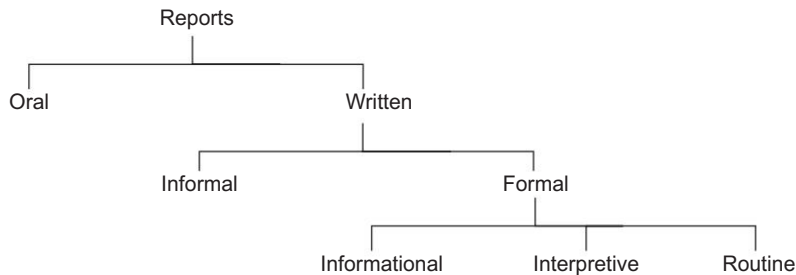 Reports
Oral Written
Informal Formal
Informational Interpretive Routine